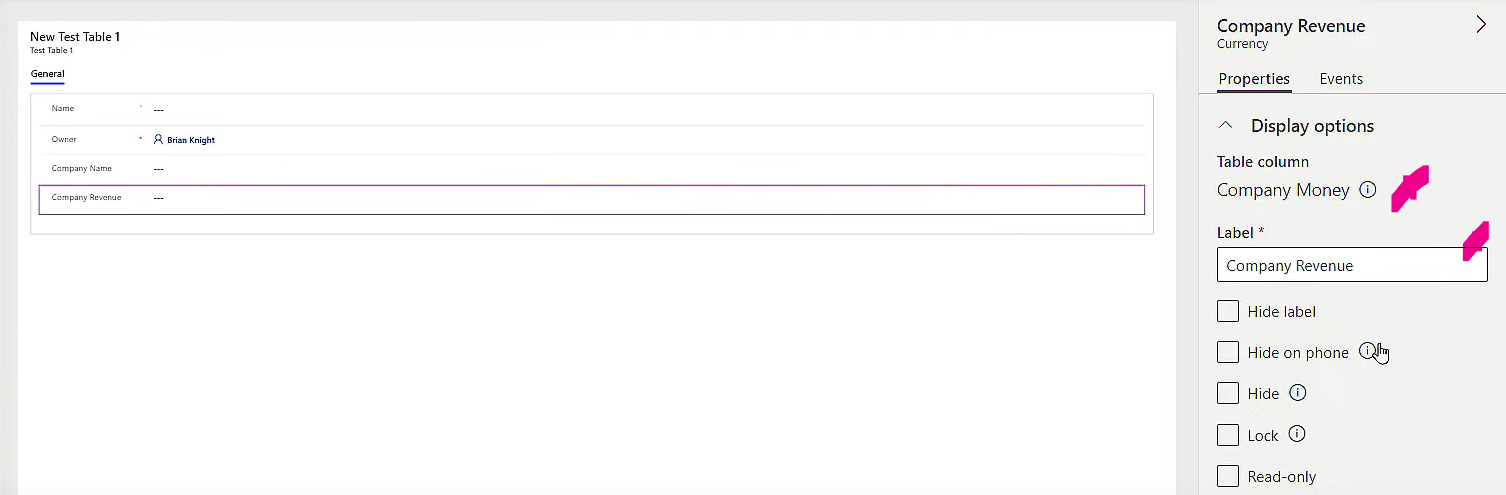 New Test Table 1
Test Table 1
General
Name * ---
Owner * Brian Knight
Company Name ---
Company Revenue ---
Company Revenue
Currency
Properties Events
Display options
Table column
Company Money
Label *
Company Revenue
Hide label
Hide on phone
Hide
Lock
Read-only